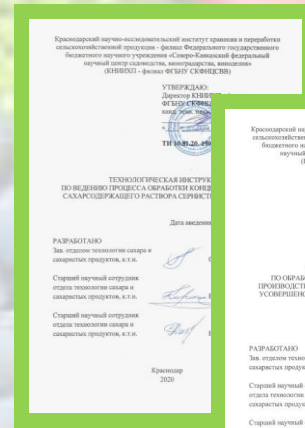 Краснодарский научно-исследовательский институт хранения и переработки
сельскохозяйственной продукции - филиал Федерального государственного
бюджетного научного учреждения «Северо-Кавказский федеральный
научный центр садоводства, виноградарства, виноделия»
(КНИИХП - филиал ФГБНУ СКФНЦСВВ)
УТВЕРЖДАЮ:
Директор
ФГБНУ
ТЕХНОЛОГИЧЕСКАЯ ИНСТРУК
ПО ВЕДЕНИЮ ПРОЦЕССА ОБРАБОТКИ КОНЦ
САХАРСОДЕРЖАЩЕГО РАСТВОРА СЕРНИСТ
Дата введени
РАЗРАБОТАНО
Зав. отделом технологии сахара и
сахаристых продуктов, к.т.н.
Старший научный сотрудник
отдела технологии сахара и
сахаристых продуктов, к.т.н.
Старший научный сотрудник
отдела технологии сахара и
сахаристых продуктов, к.т.н.
Краснодар
2020
Краснодарский на
сельскохозяйстве
бюджетного н
научный
ПО ОБРАБ
ПРОИЗВОДСТ
УСОВЕРШЕНС
РАЗРАБОТАНО
Зав. отделом техно
сахаристых продук
Старший научный
отдела технологии
сахаристых продук
Старший научный